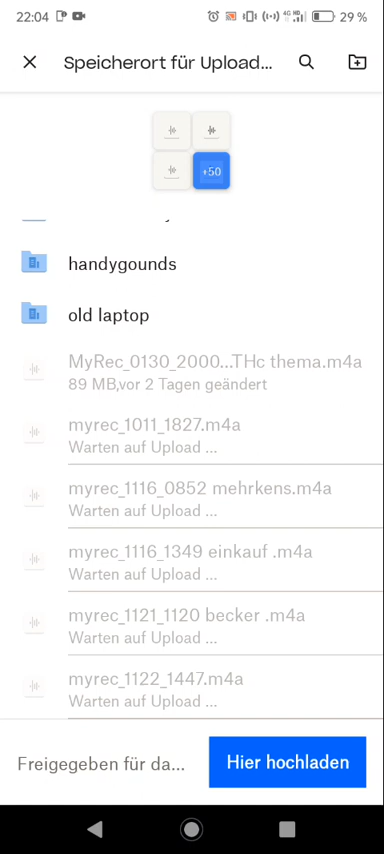 22:04
4G HD
29 %
Speicherort für Upload...
+50
handygounds
old laptop
MyRec_0130_2000...THc thema.m4a
89 MB,vor 2 Tagen geändert
myrec_1011_1827.m4a
Warten auf Upload ...
myrec_1116_0852 mehrkens.m4a
Warten auf Upload ...
myrec_1116_1349 einkauf .m4a
Warten auf Upload ...
myrec_1121_1120 becker .m4a
Warten auf Upload ...
myrec_1122_1447.m4a
Warten auf Upload ...
Freigegeben für da...
Hier hochladen